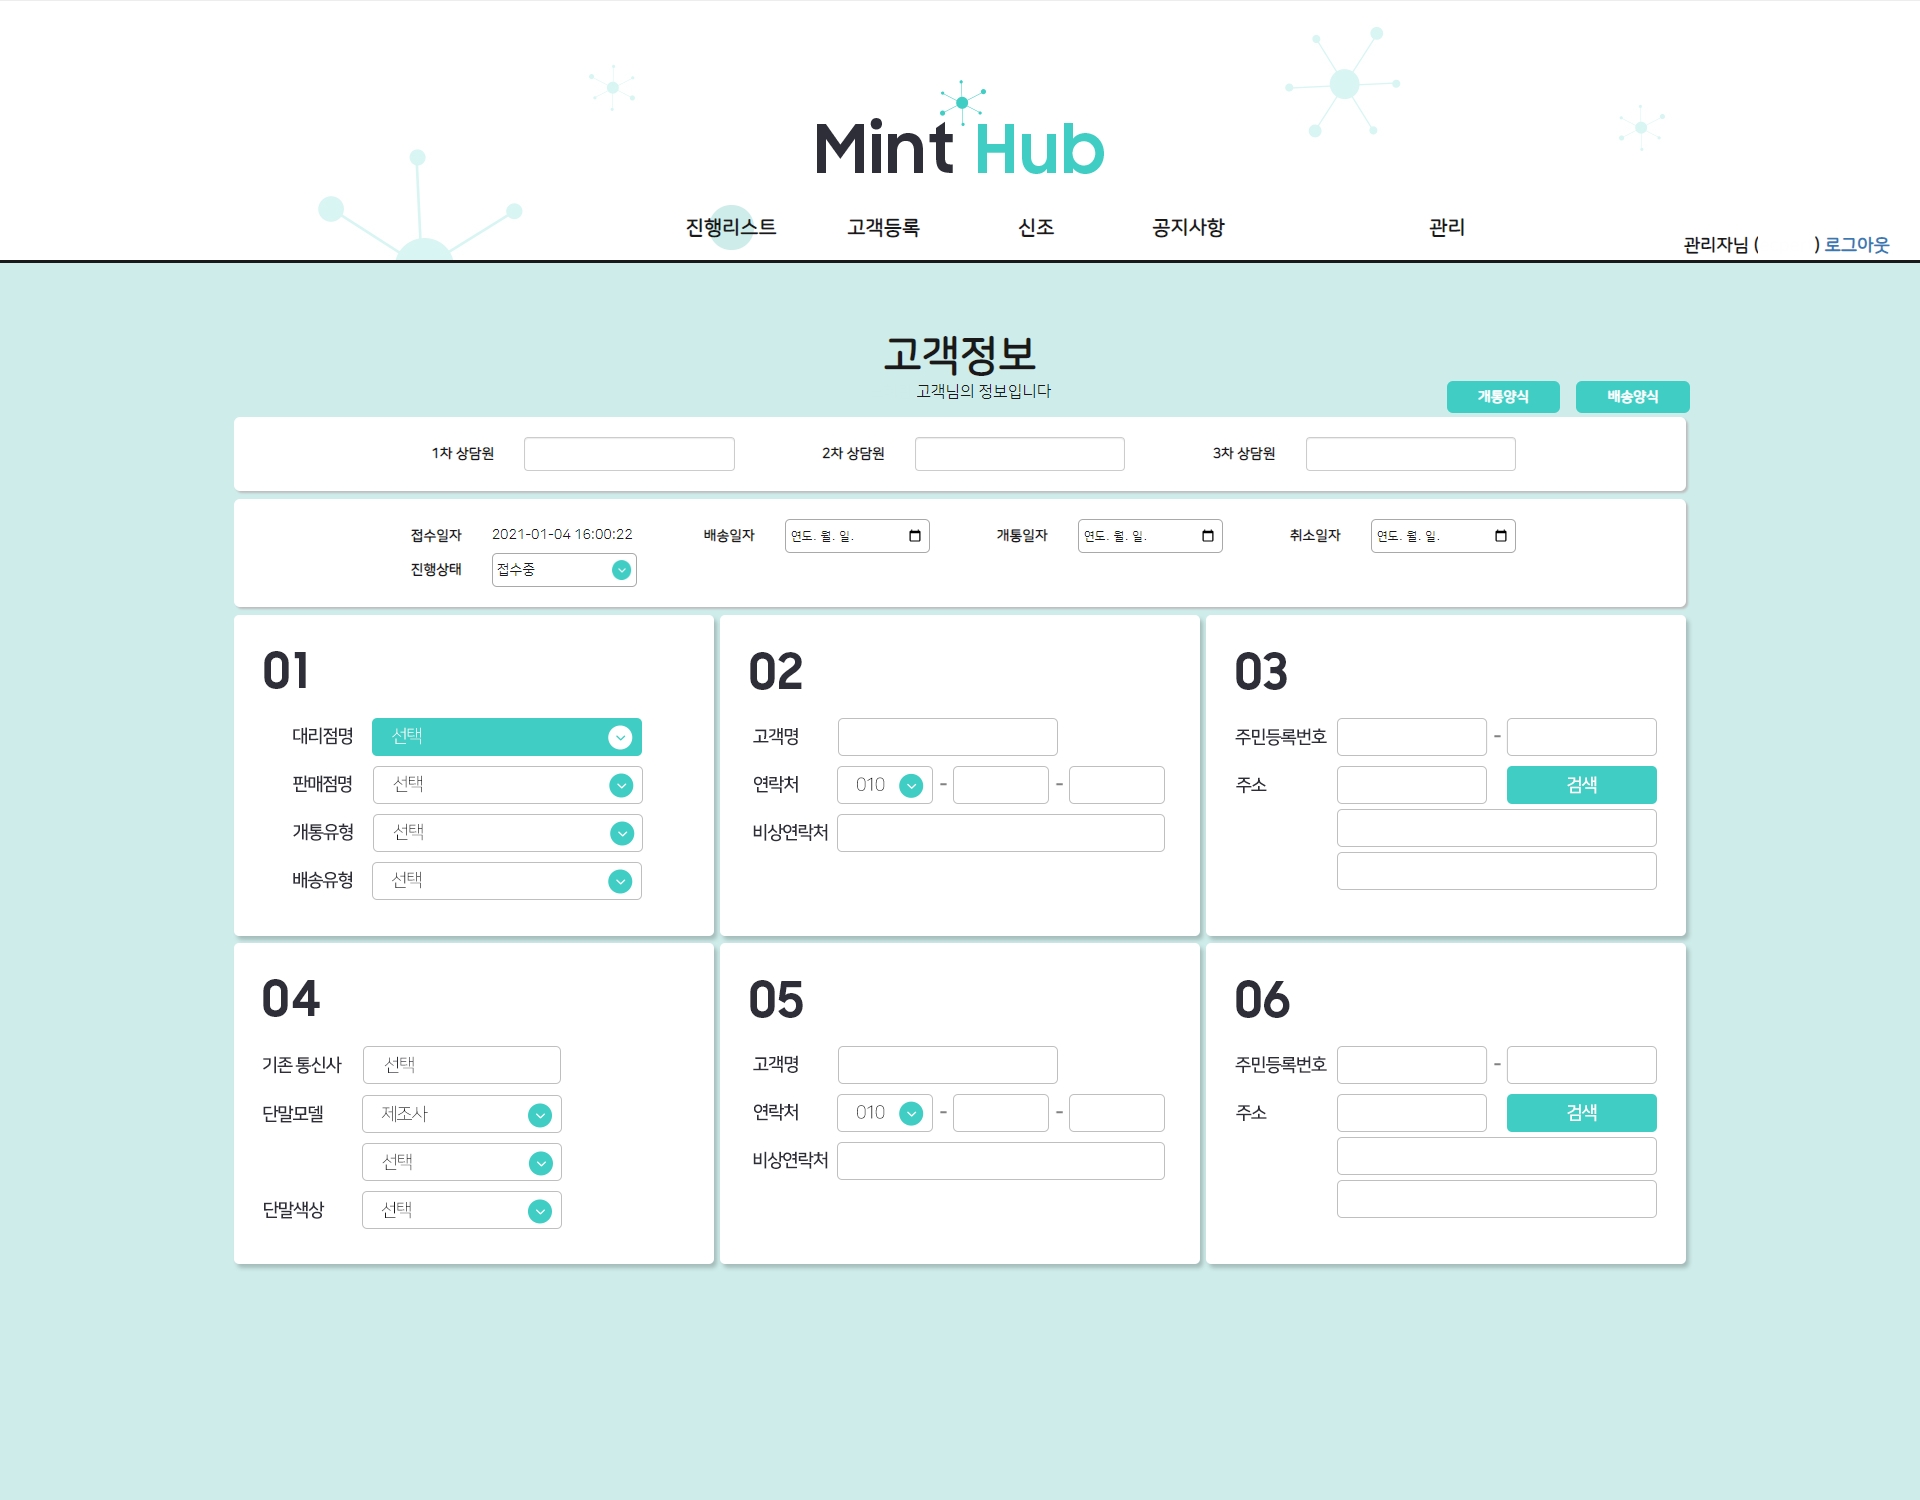 Mint Hub
진행리스트 고객등록 신조 공지사항 관리
관리자님 ( ) 로그아웃
고객정보
고객님의 정보입니다
개통양식 배송양식
1차 상담원 2차 상담원 3차 상담원
접수일자 2021-01-04 16:00:22 배송일자 연도. 월. 일. 개통일자 연도. 월. 일. 취소일자 연도. 월. 일.
진행상태 접수중
01
대리점명 선택
판매점명 선택
개통유형 선택
배송유형 선택
02
고객명
연락처 010 - -
비상연락처
03
주민등록번호 -
주소 검색
04
기존 통신사 선택
단말모델 제조사
선택
단말색상 선택
05
고객명
연락처 010 - -
비상연락처
06
주민등록번호 -
주소 검색